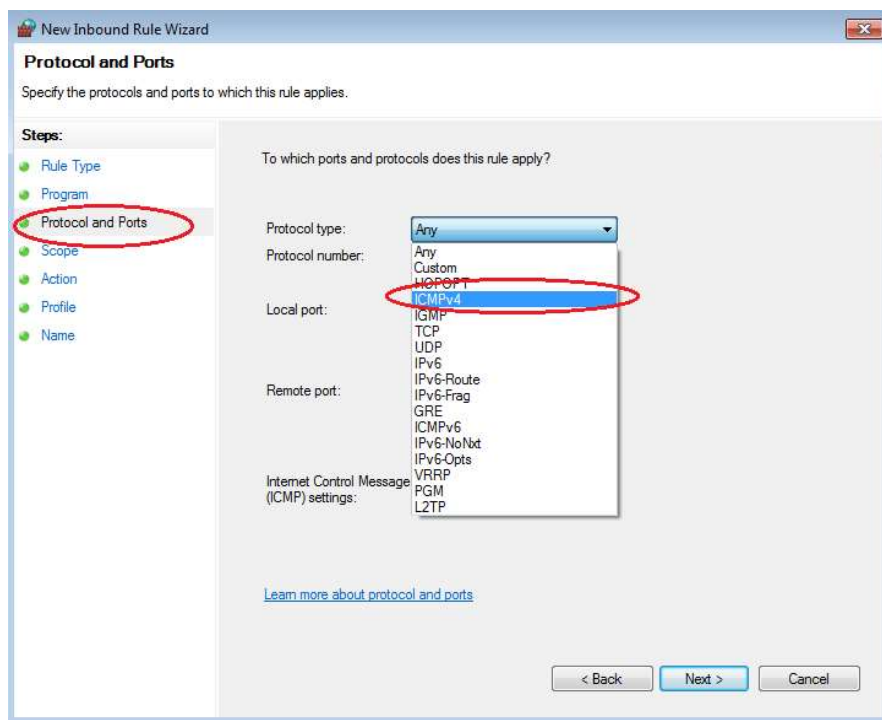 New Inbound Rule Wizard
Protocol and Ports
Specify the protocols and ports to which this rule applies.
Steps:
Rule Type
Program
Protocol and Ports
Scope
Action
Profile
Name
To which ports and protocols does this rule apply?
Protocol type:
Any
Protocol number:
Local port:
Remote port:
Internet Control Message
(ICMP) settings:
Any
Custom
HOPOPT
ICMPv4
IGMP
TCP
UDP
IPv6
IPv6-Route
IPv6-Frag
GRE
ICMPv6
IPv6-NoNxt
IPv6-Opts
VRRP
PGM
L2TP
Learn more about protocol and ports
< Back
Next >
Cancel